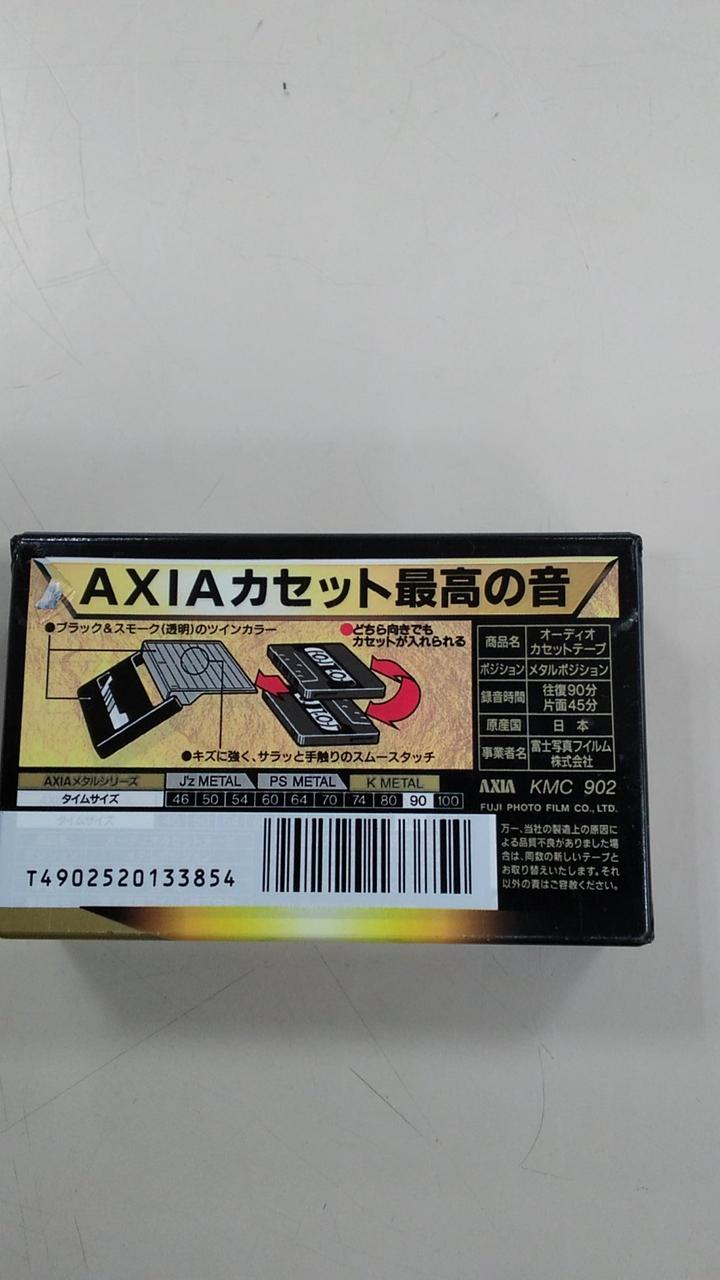 AXIAカセット最高の音
●ブラック&スモーク(透明)のツインカラー
●どちら向きでも
カセットが入れられる
●キズに強く、サラッと手触りのスムースタッチ
商品名 オーディオ
カセットテープ
ポジション メタルポジション
録音時間 往復90分
片面45分
原産国 日本
事業者名 富士写真フイルム
株式会社
AXIAメタルシリーズ J'z METAL PS METAL K METAL
タイムサイズ 46 50 54 60 64 70 74 80 90 100
AXIA KMC 902
FUJI PHOTO FILM CO., LTD.
万一、当社の製造上の原因に
よる品質不良がありました場
合は、同数の新しいテープと
お取り替えいたします。それ
以外の責はご容赦ください。
T4902520133854